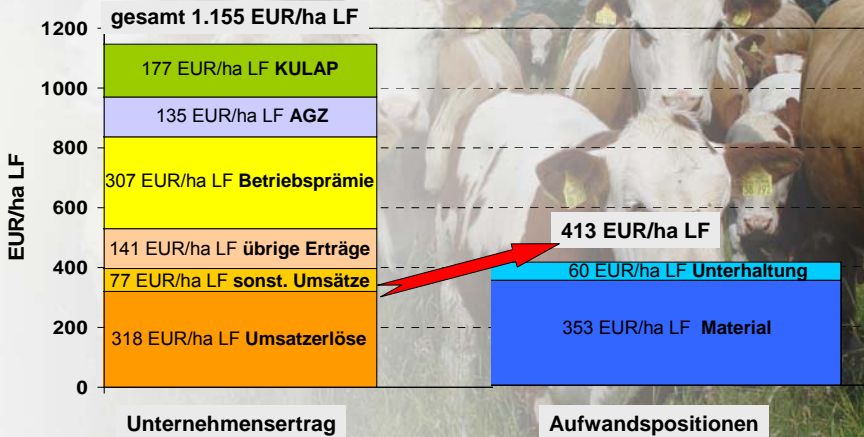 gesamt 1.155 EUR/ha LF
1200
1000
800
600
400
200
0
EUR/ha LF
177 EUR/ha LF KULAP
135 EUR/ha LF AGZ
307 EUR/ha LF Betriebsprämie
141 EUR/ha LF übrige Erträge
77 EUR/ha LF sonst. Umsätze
318 EUR/ha LF Umsatzerlöse
413 EUR/ha LF
60 EUR/ha LF Unterhaltung
353 EUR/ha LF Material
Unternehmensertrag
Aufwandspositionen